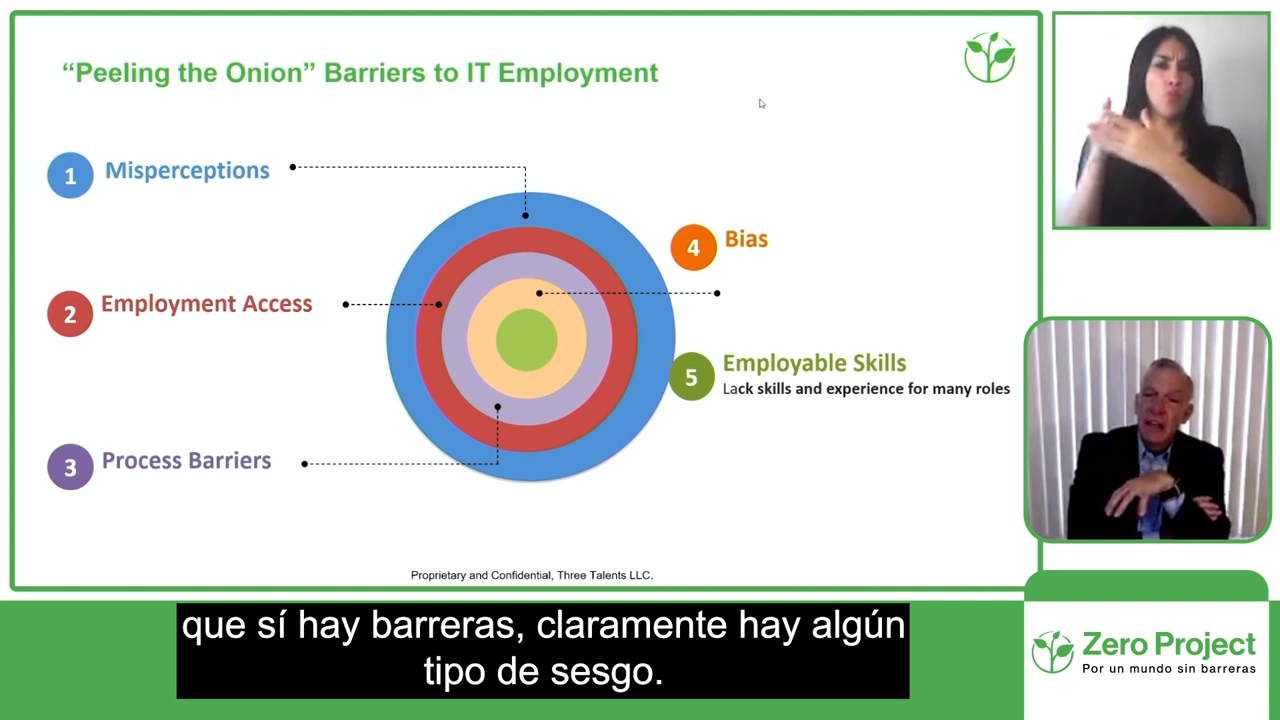 “Peeling the Onion” Barriers to IT Employment
1 Misperceptions
2 Employment Access
3 Process Barriers
4 Bias
5 Employable Skills
Lack skills and experience for many roles
Proprietary and Confidential, Three Talents LLC.
que sí hay barreras, claramente hay algún
tipo de sesgo.
Zero Project
Por un mundo sin barreras